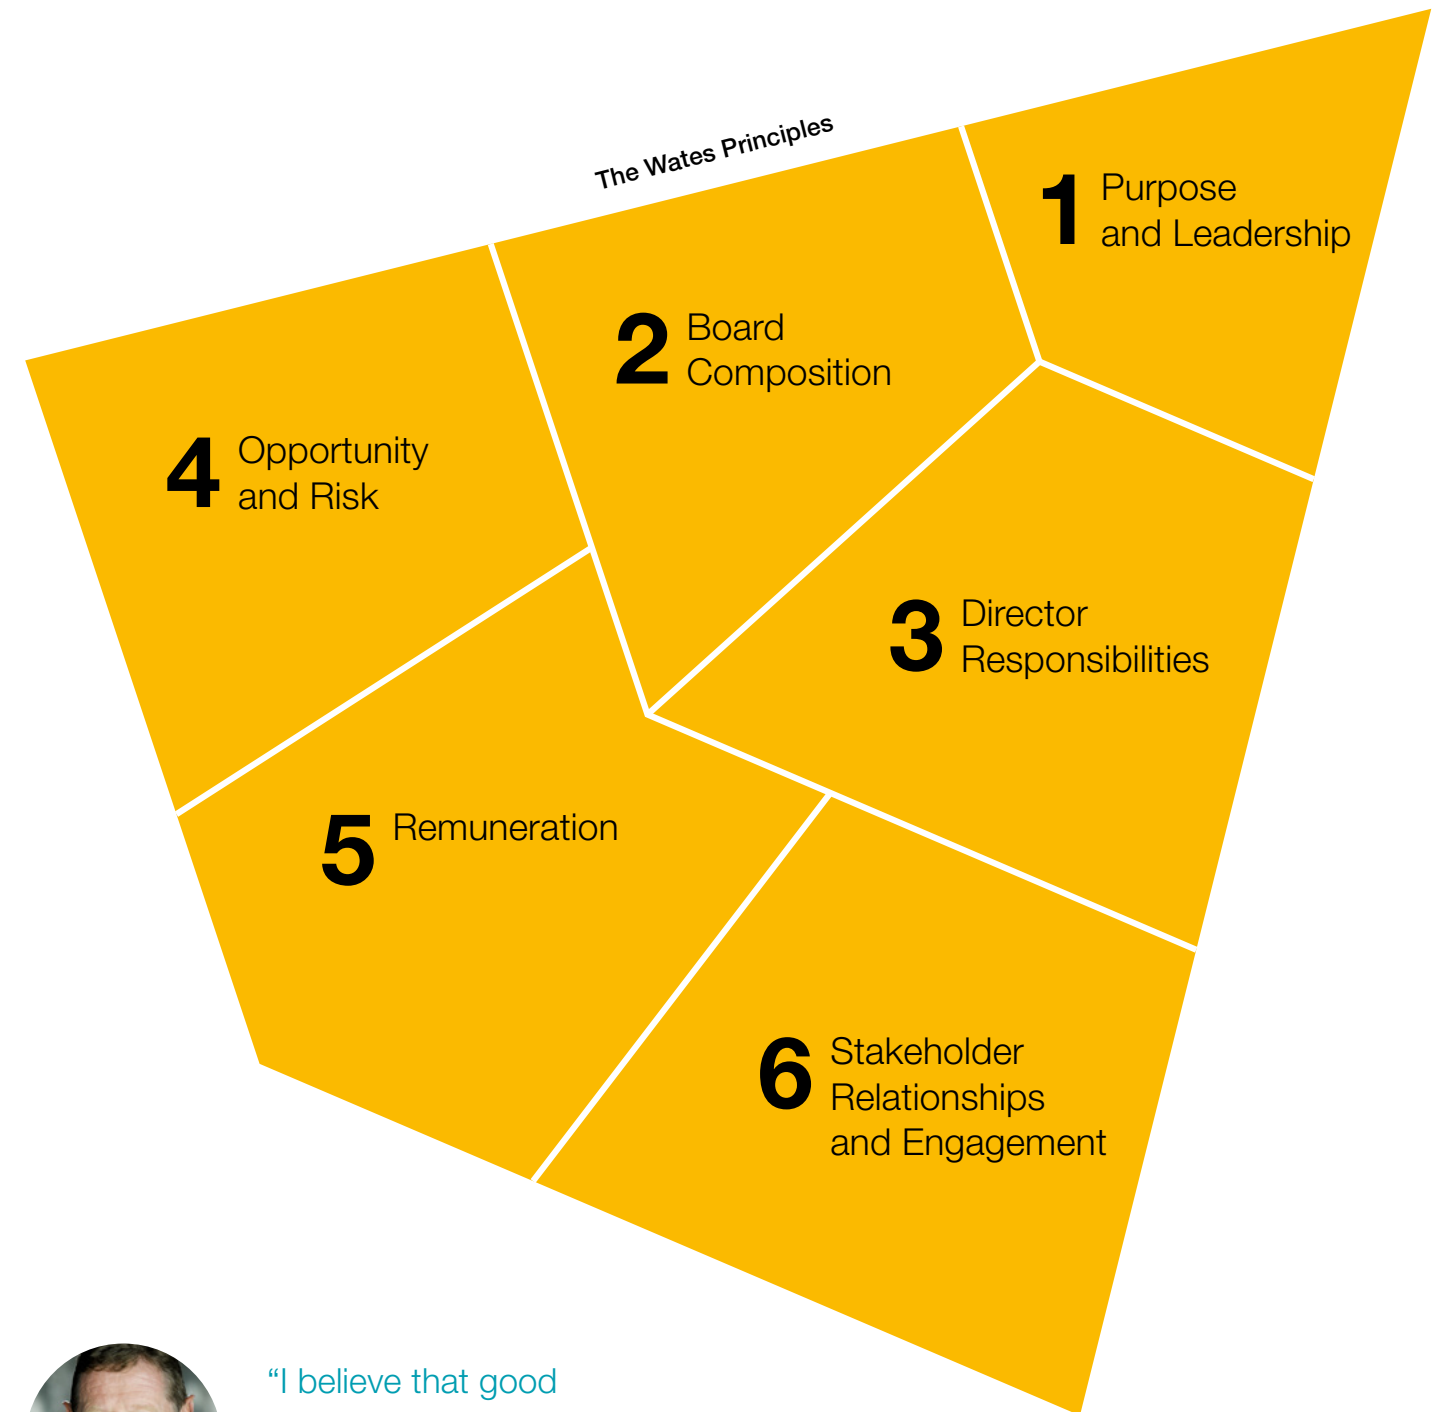 The Wates Principles
1 Purpose
and Leadership
2 Board
Composition
3 Director
Responsibilities
4 Opportunity
and Risk
5 Remuneration
6 Stakeholder
Relationships
and Engagement
“I believe that good